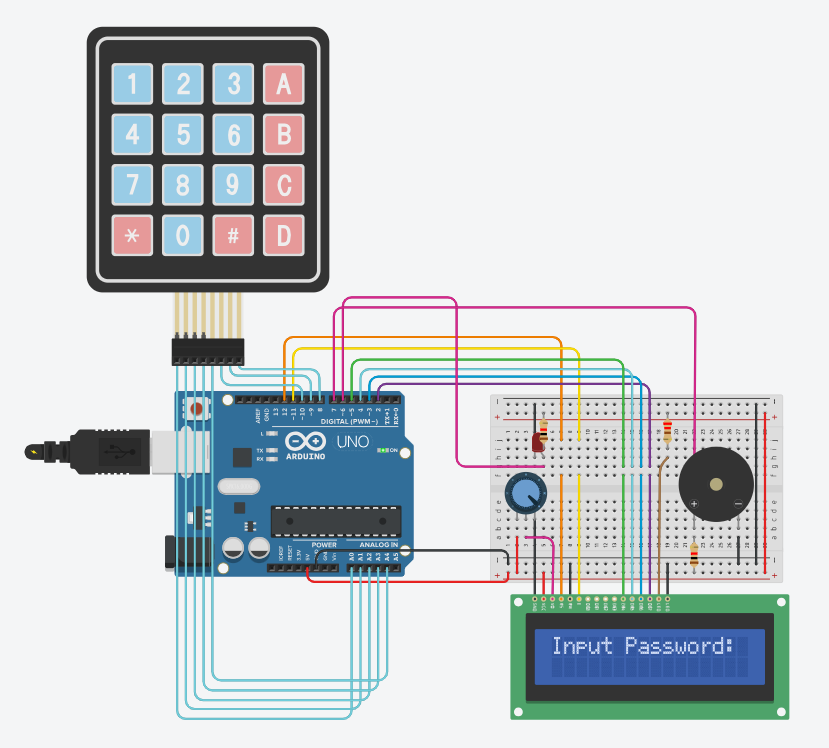 1 2 3 A
4 5 6 B
7 8 9 C
* 0 # D
AREF
GND
13
~11
~10
~9
8
7
~6
~5
4
~3
2
TX→1
RX←0
DIGITAL (PWM~)
L
TX
RX
ARDUINO
UNO
ON
POWER
ANALOG IN
IOREF
RESET
3.3V
5V
GND
Vin
A0
A1
A2
A3
A4
A5
Input Password: